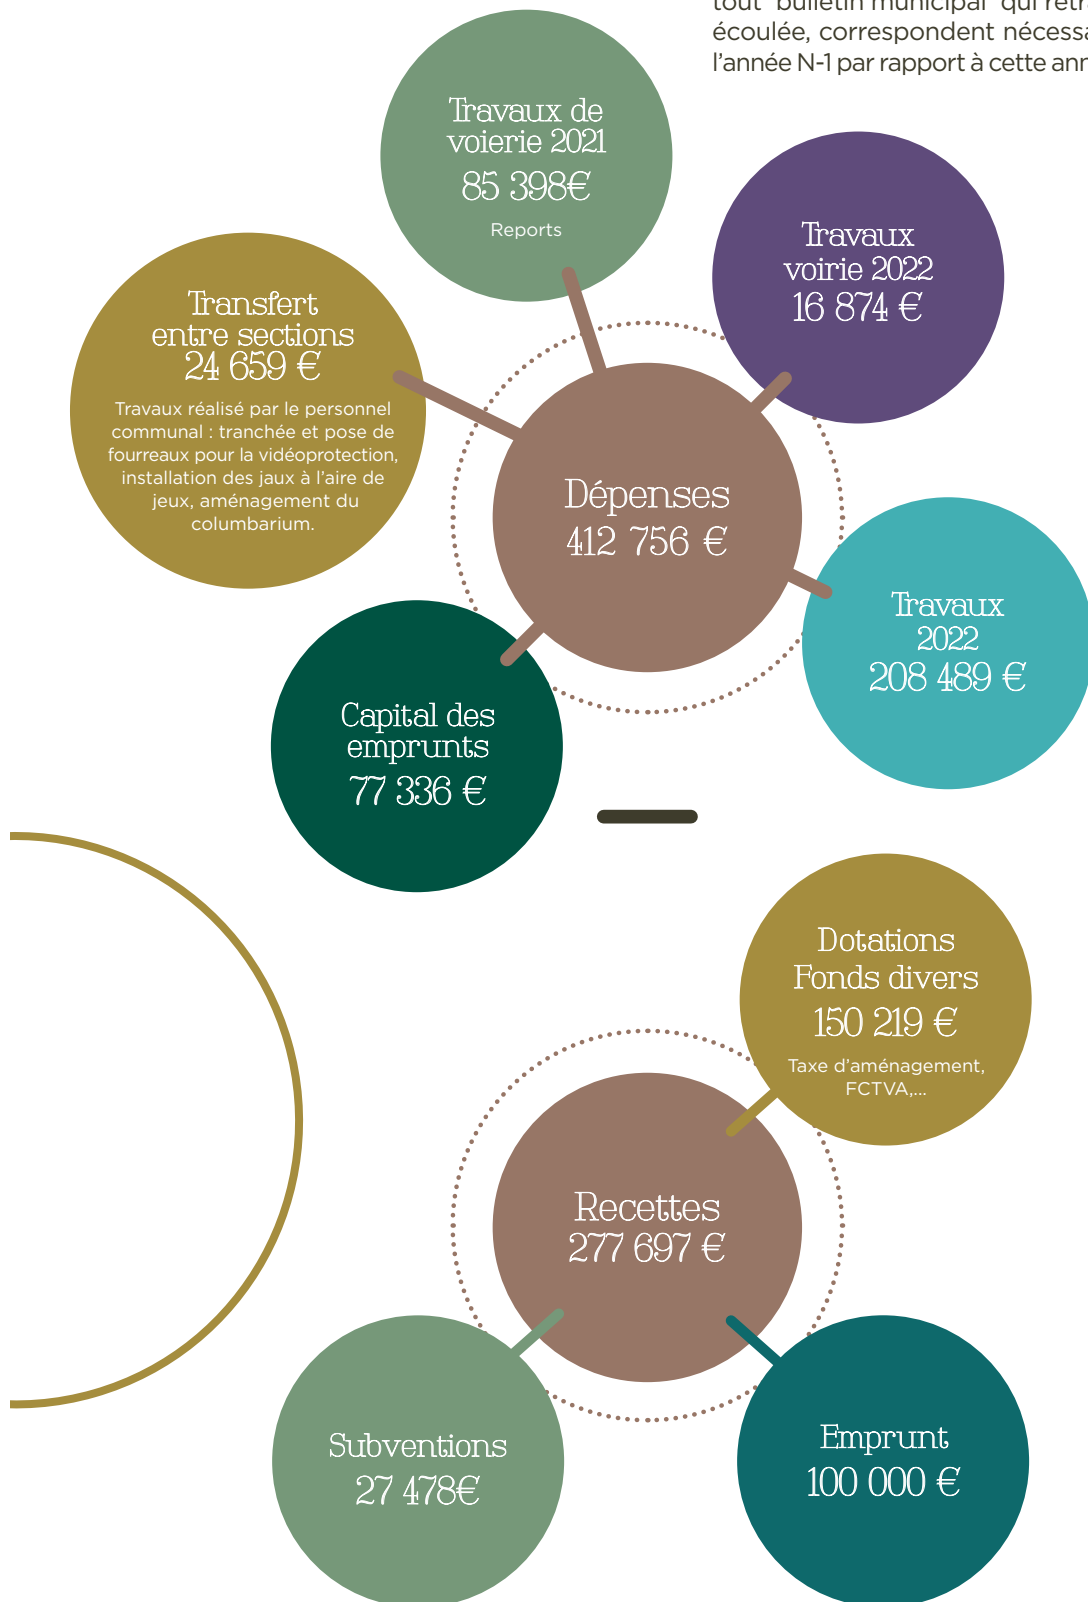 tout bulletin municipal qui
écoulée, correspondent
l'année N-1 par rapport à cette
Travaux de
voierie 2021
85 398€
Reports
Travaux
voirie 2022
16 874 €
Transfert
entre sections
24 659 €
Travaux réalisé par le personnel
communal : tranchée et pose de
fourreaux pour la vidéoprotection,
installation des jaux à l'aire de
jeux, aménagement du
columbarium.
Dépenses
412 756 €
Travaux
2022
208 489 €
Capital des
emprunts
77 336 €
Dotations
Fonds divers
150 219 €
Taxe d'aménagement,
FCTVA,...
Recettes
277 697 €
Subventions
27 478€
Emprunt
100 000 €